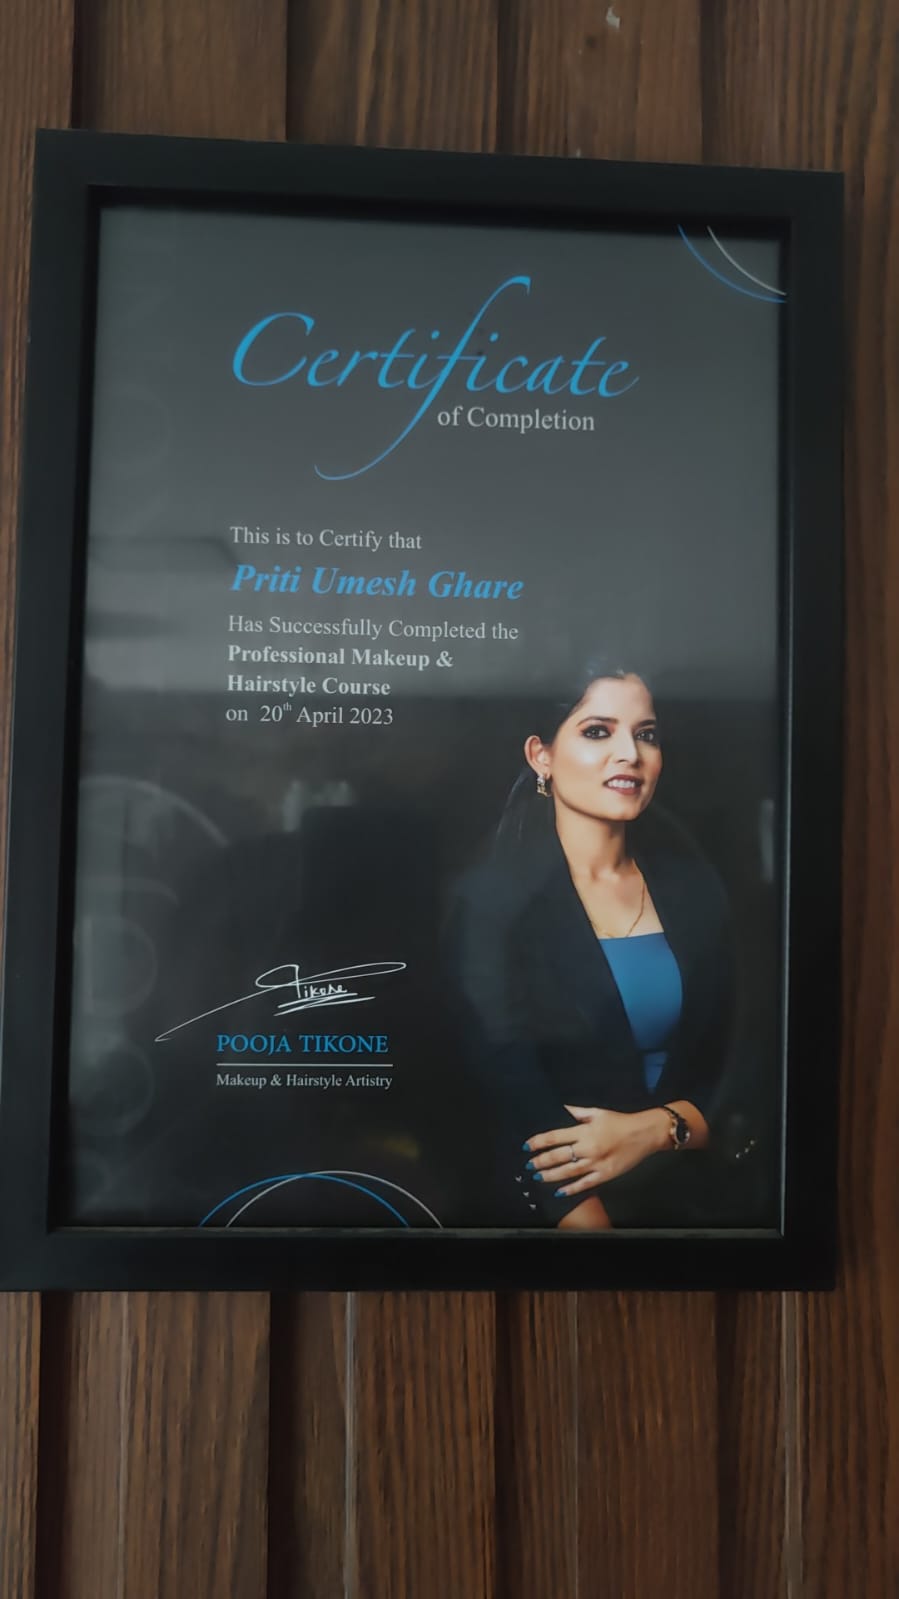 Certificate
of Completion
This is to Certify that
Priti Umesh Ghare
Has Successfully Completed the
Professional Makeup &
Hairstyle Course
on 20th April 2023
Tikone
POOJA TIKONE
Makeup & Hairstyle Artistry